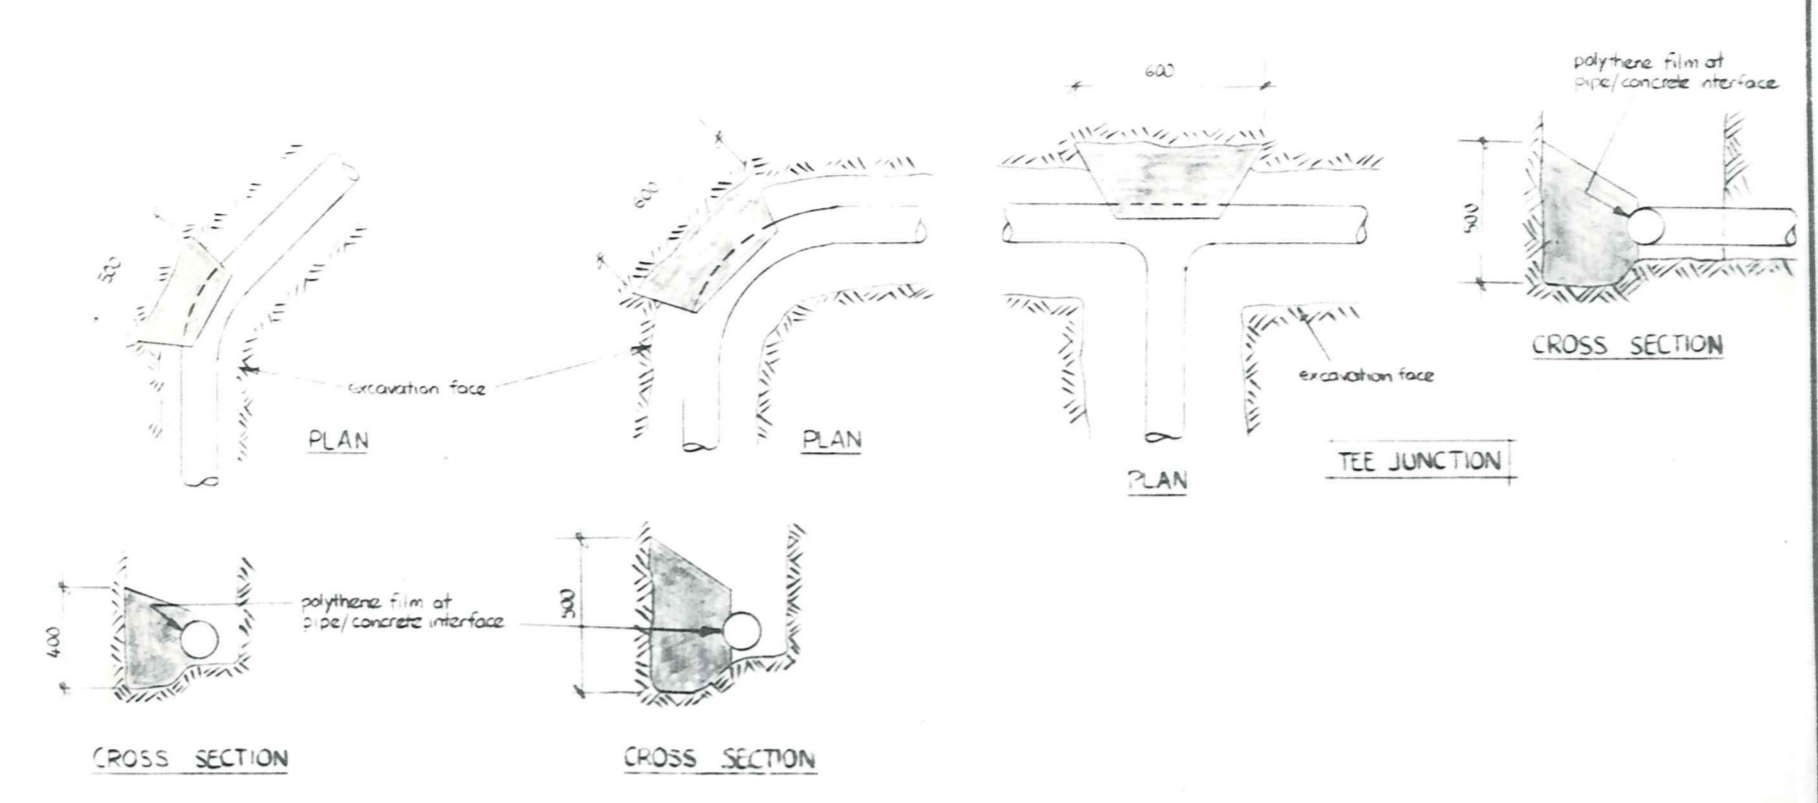 600
polythene film at
pipe/concrete interface
600
500
500
excavation face
excavation face
CROSS SECTION
PLAN
PLAN
PLAN
TEE JUNCTION
400
polythene film at
pipe/concrete interface
500
CROSS SECTION
CROSS SECTION